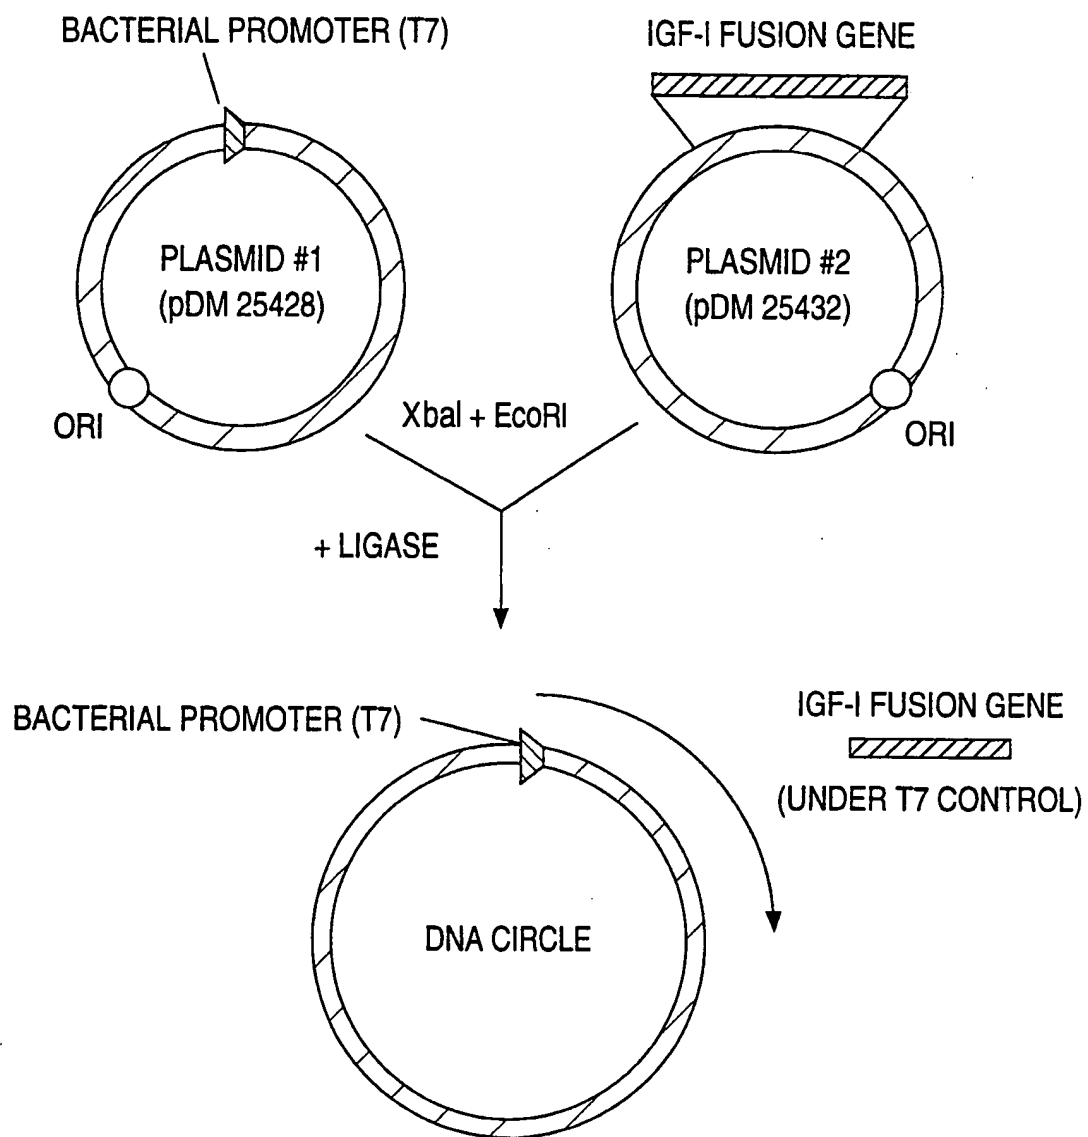 BACTERIAL PROMOTER (T7)
IGF-I FUSION GENE
PLASMID #1
(pDM 25428)
PLASMID #2
(pDM 25432)
ORI
XbaI + EcoRI
ORI
+ LIGASE
BACTERIAL PROMOTER (T7)
IGF-I FUSION GENE
(UNDER T7 CONTROL)
DNA CIRCLE